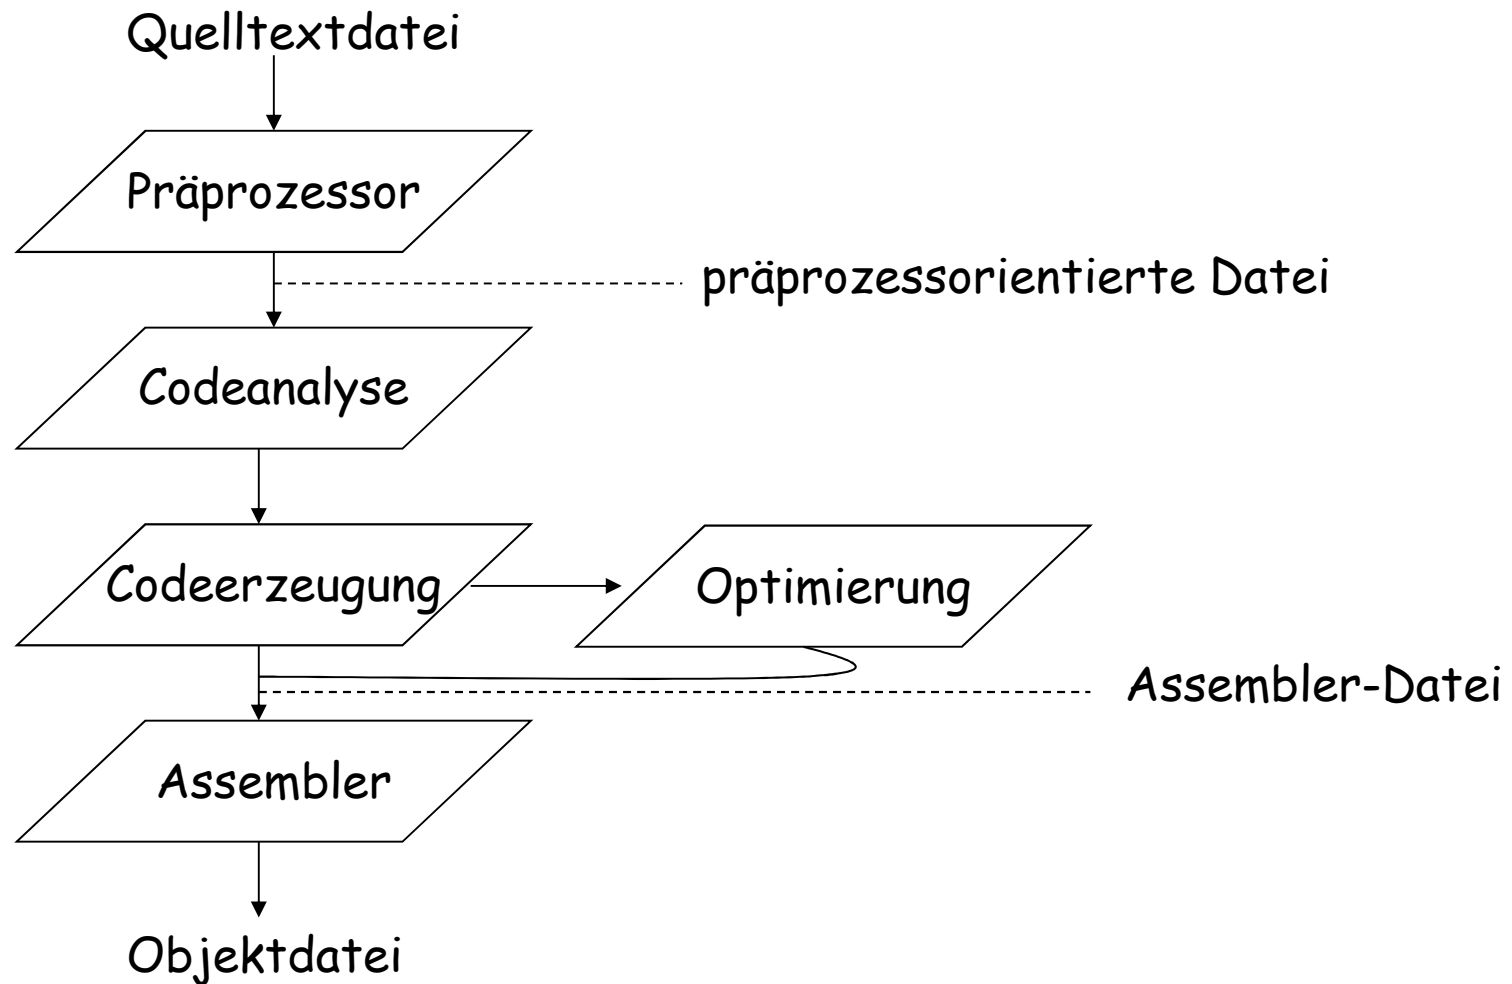 Quelltextdatei
Präprozessor
präprozessorientierte Datei
Codeanalyse
Codeerzeugung
Optimierung
Assembler-Datei
Assembler
Objektdatei